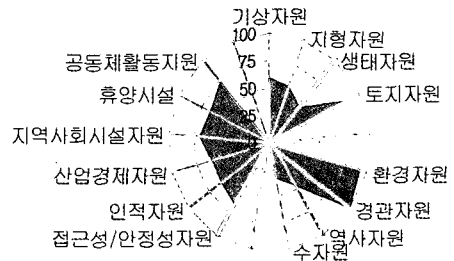 기상자원
100
지형자원
75
생태자원
공동체활동자원
50
토지자원
휴양시설
25
지역사회시설자원
0
산업경제자원
환경자원
인적자원
경관자원
접근성/안정성자원
역사자원
수자원